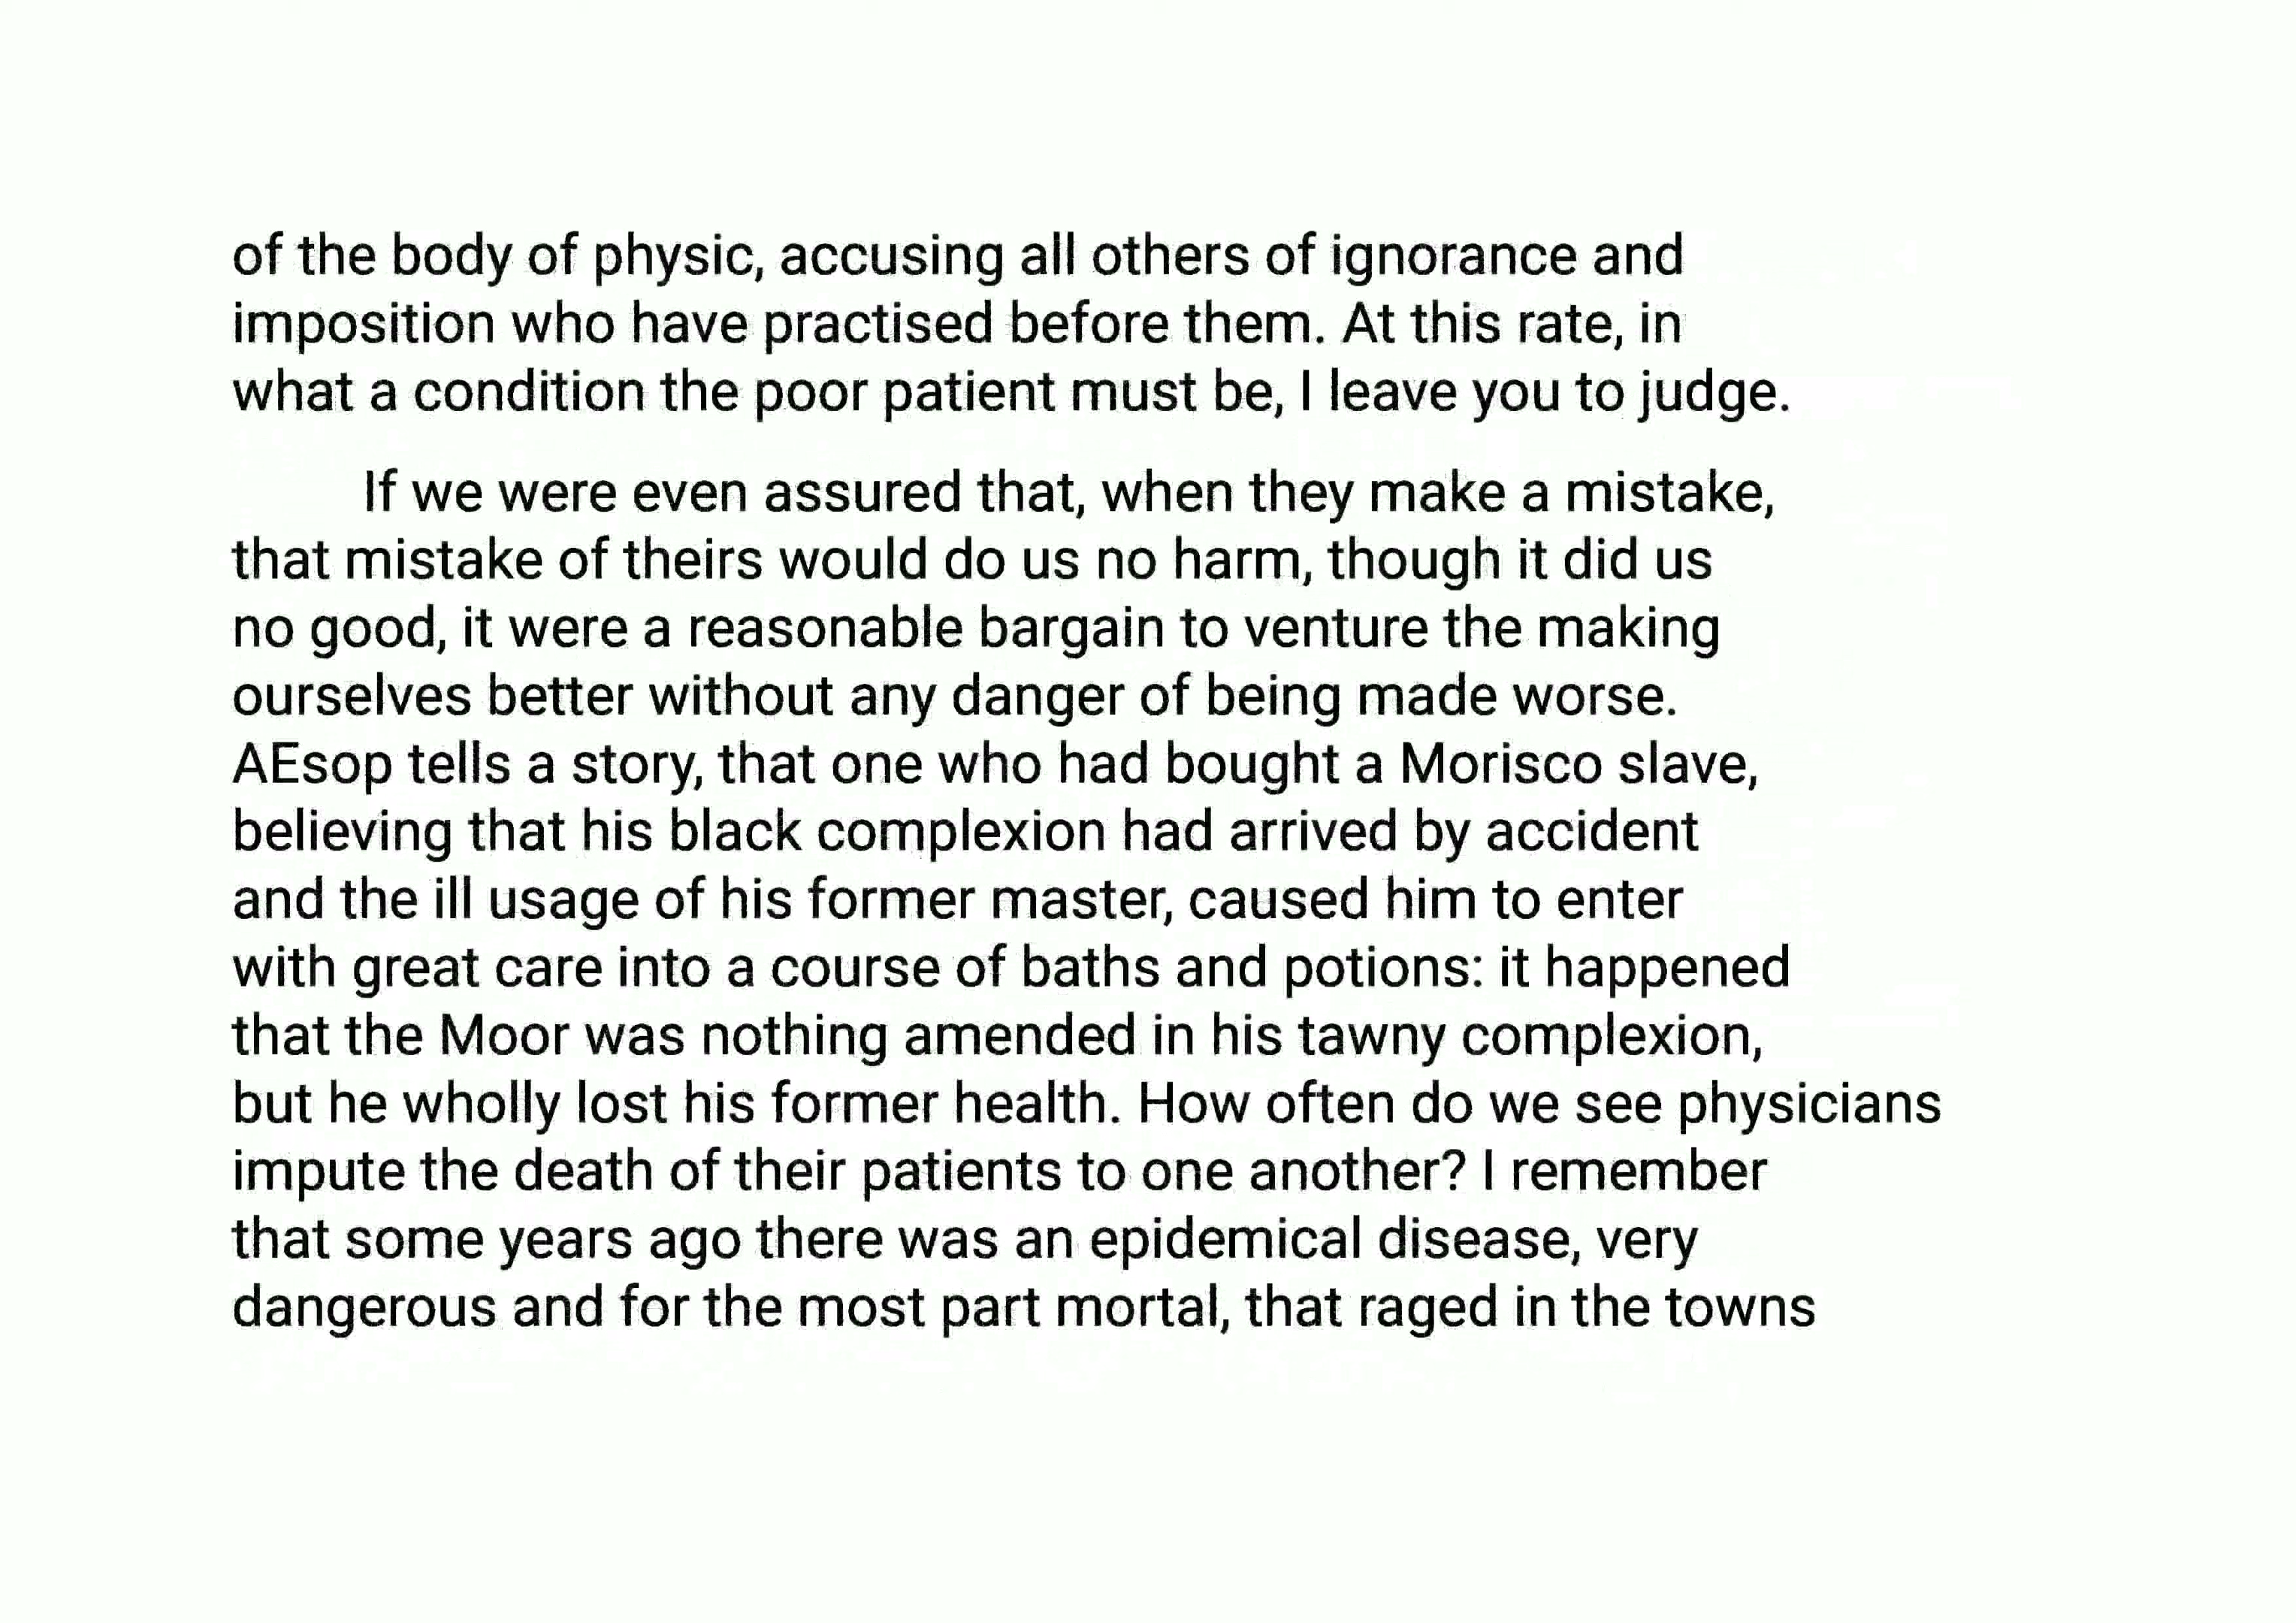 of the body of physic, accusing all others of ignorance and
imposition who have practised before them. At this rate, in
what a condition the poor patient must be, I leave you to judge.
If we were even assured that, when they make a mistake,
that mistake of theirs would do us no harm, though it did us
no good, it were a reasonable bargain to venture the making
ourselves better without any danger of being made worse.
AEsop tells a story, that one who had bought a Morisco slave,
believing that his black complexion had arrived by accident
and the ill usage of his former master, caused him to enter
with great care into a course of baths and potions: it happened
that the Moor was nothing amended in his tawny complexion,
but he wholly lost his former health. How often do we see physicians
impute the death of their patients to one another? I remember
that some years ago there was an epidemical disease, very
dangerous and for the most part mortal, that raged in the towns